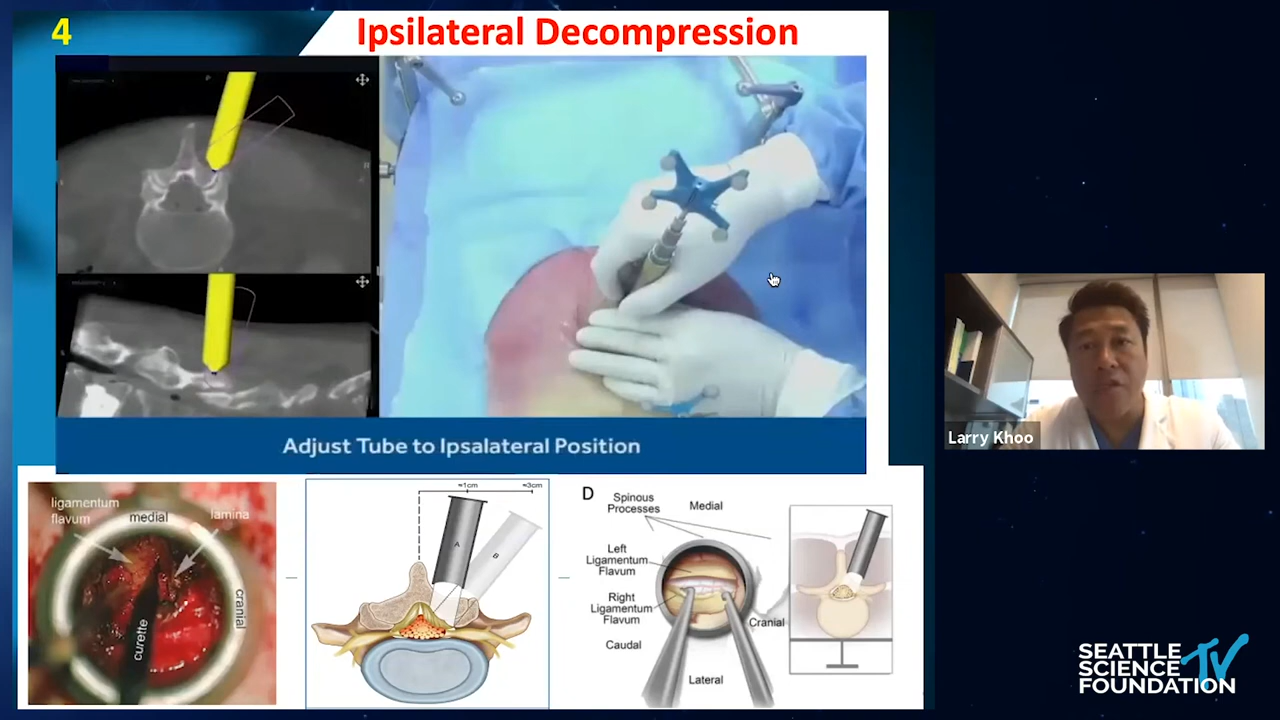 4
Ipsilateral Decompression
Adjust Tube to Ipsalateral Position
ligamentum
flavum
medial
lamina
cranial
curette
≈1cm
≈3cm
A
B
D
Spinous
Processes
Medial
Left
Ligamentum
Flavum
Right
Ligamentum
Flavum
Cranial
Caudal
Lateral
Larry Khoo
SEATTLE
SCIENCE
FOUNDATION
TV